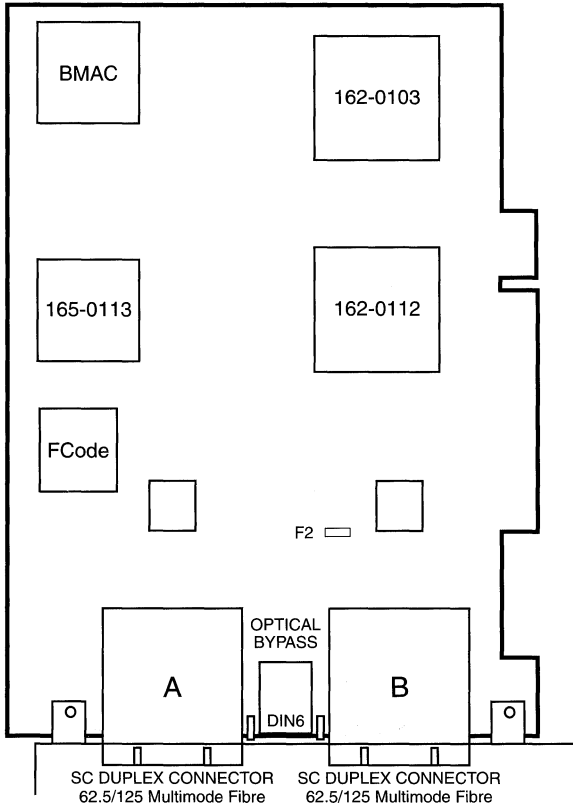 BMAC
162-0103
165-0113
162-0112
FCode
F2
OPTICAL
BYPASS
A
B
DIN6
SC DUPLEX CONNECTOR
62.5/125 Multimode Fibre
SC DUPLEX CONNECTOR
62.5/125 Multimode Fibre